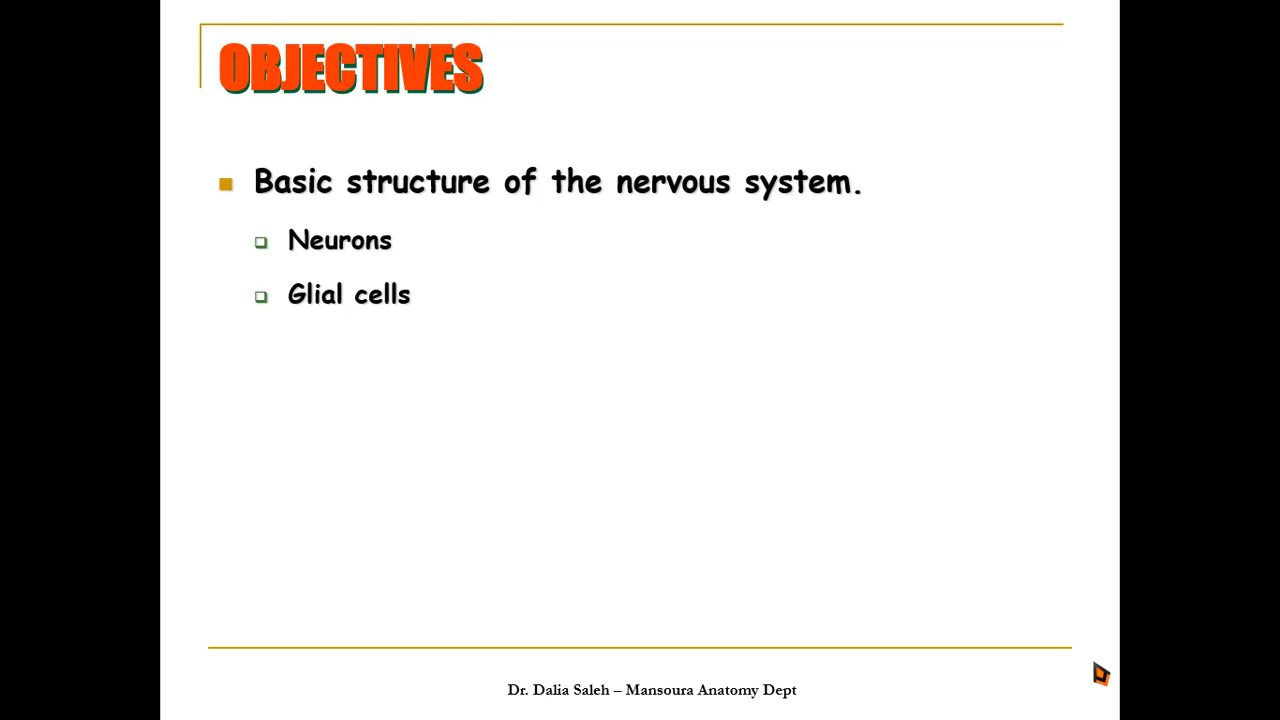 OBJECTIVES
Basic structure of the nervous system.
Neurons
Glial cells
Dr. Dalia Saleh – Mansoura Anatomy Dept